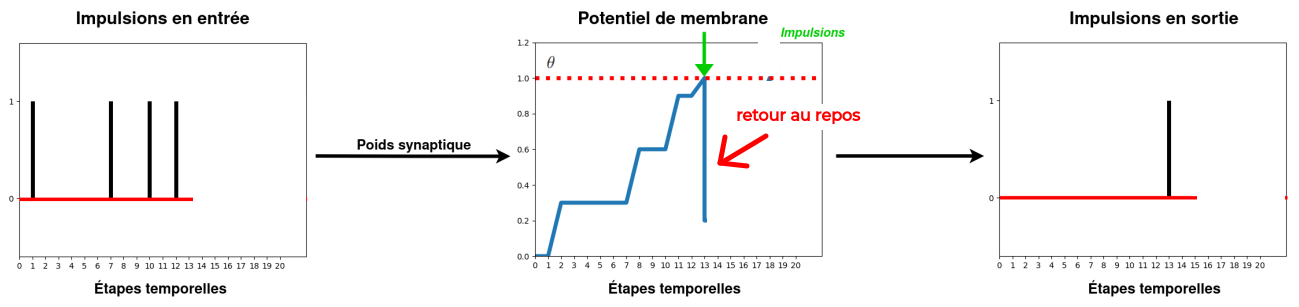 Impulsions en entrée
Potentiel de membrane
Impulsions en sortie
Impulsions
1
0
0 1 2 3 4 5 6 7 8 9 10 11 12 13 14 15 16 17 18 19 20
Étapes temporelles
Poids synaptique
θ
1.2
1.0
0.8
0.6
0.4
0.2
0.0
retour au repos
0 1 2 3 4 5 6 7 8 9 10 11 12 13 14 15 16 17 18 19 20
Étapes temporelles
1
0
0 1 2 3 4 5 6 7 8 9 10 11 12 13 14 15 16 17 18 19 20
Étapes temporelles